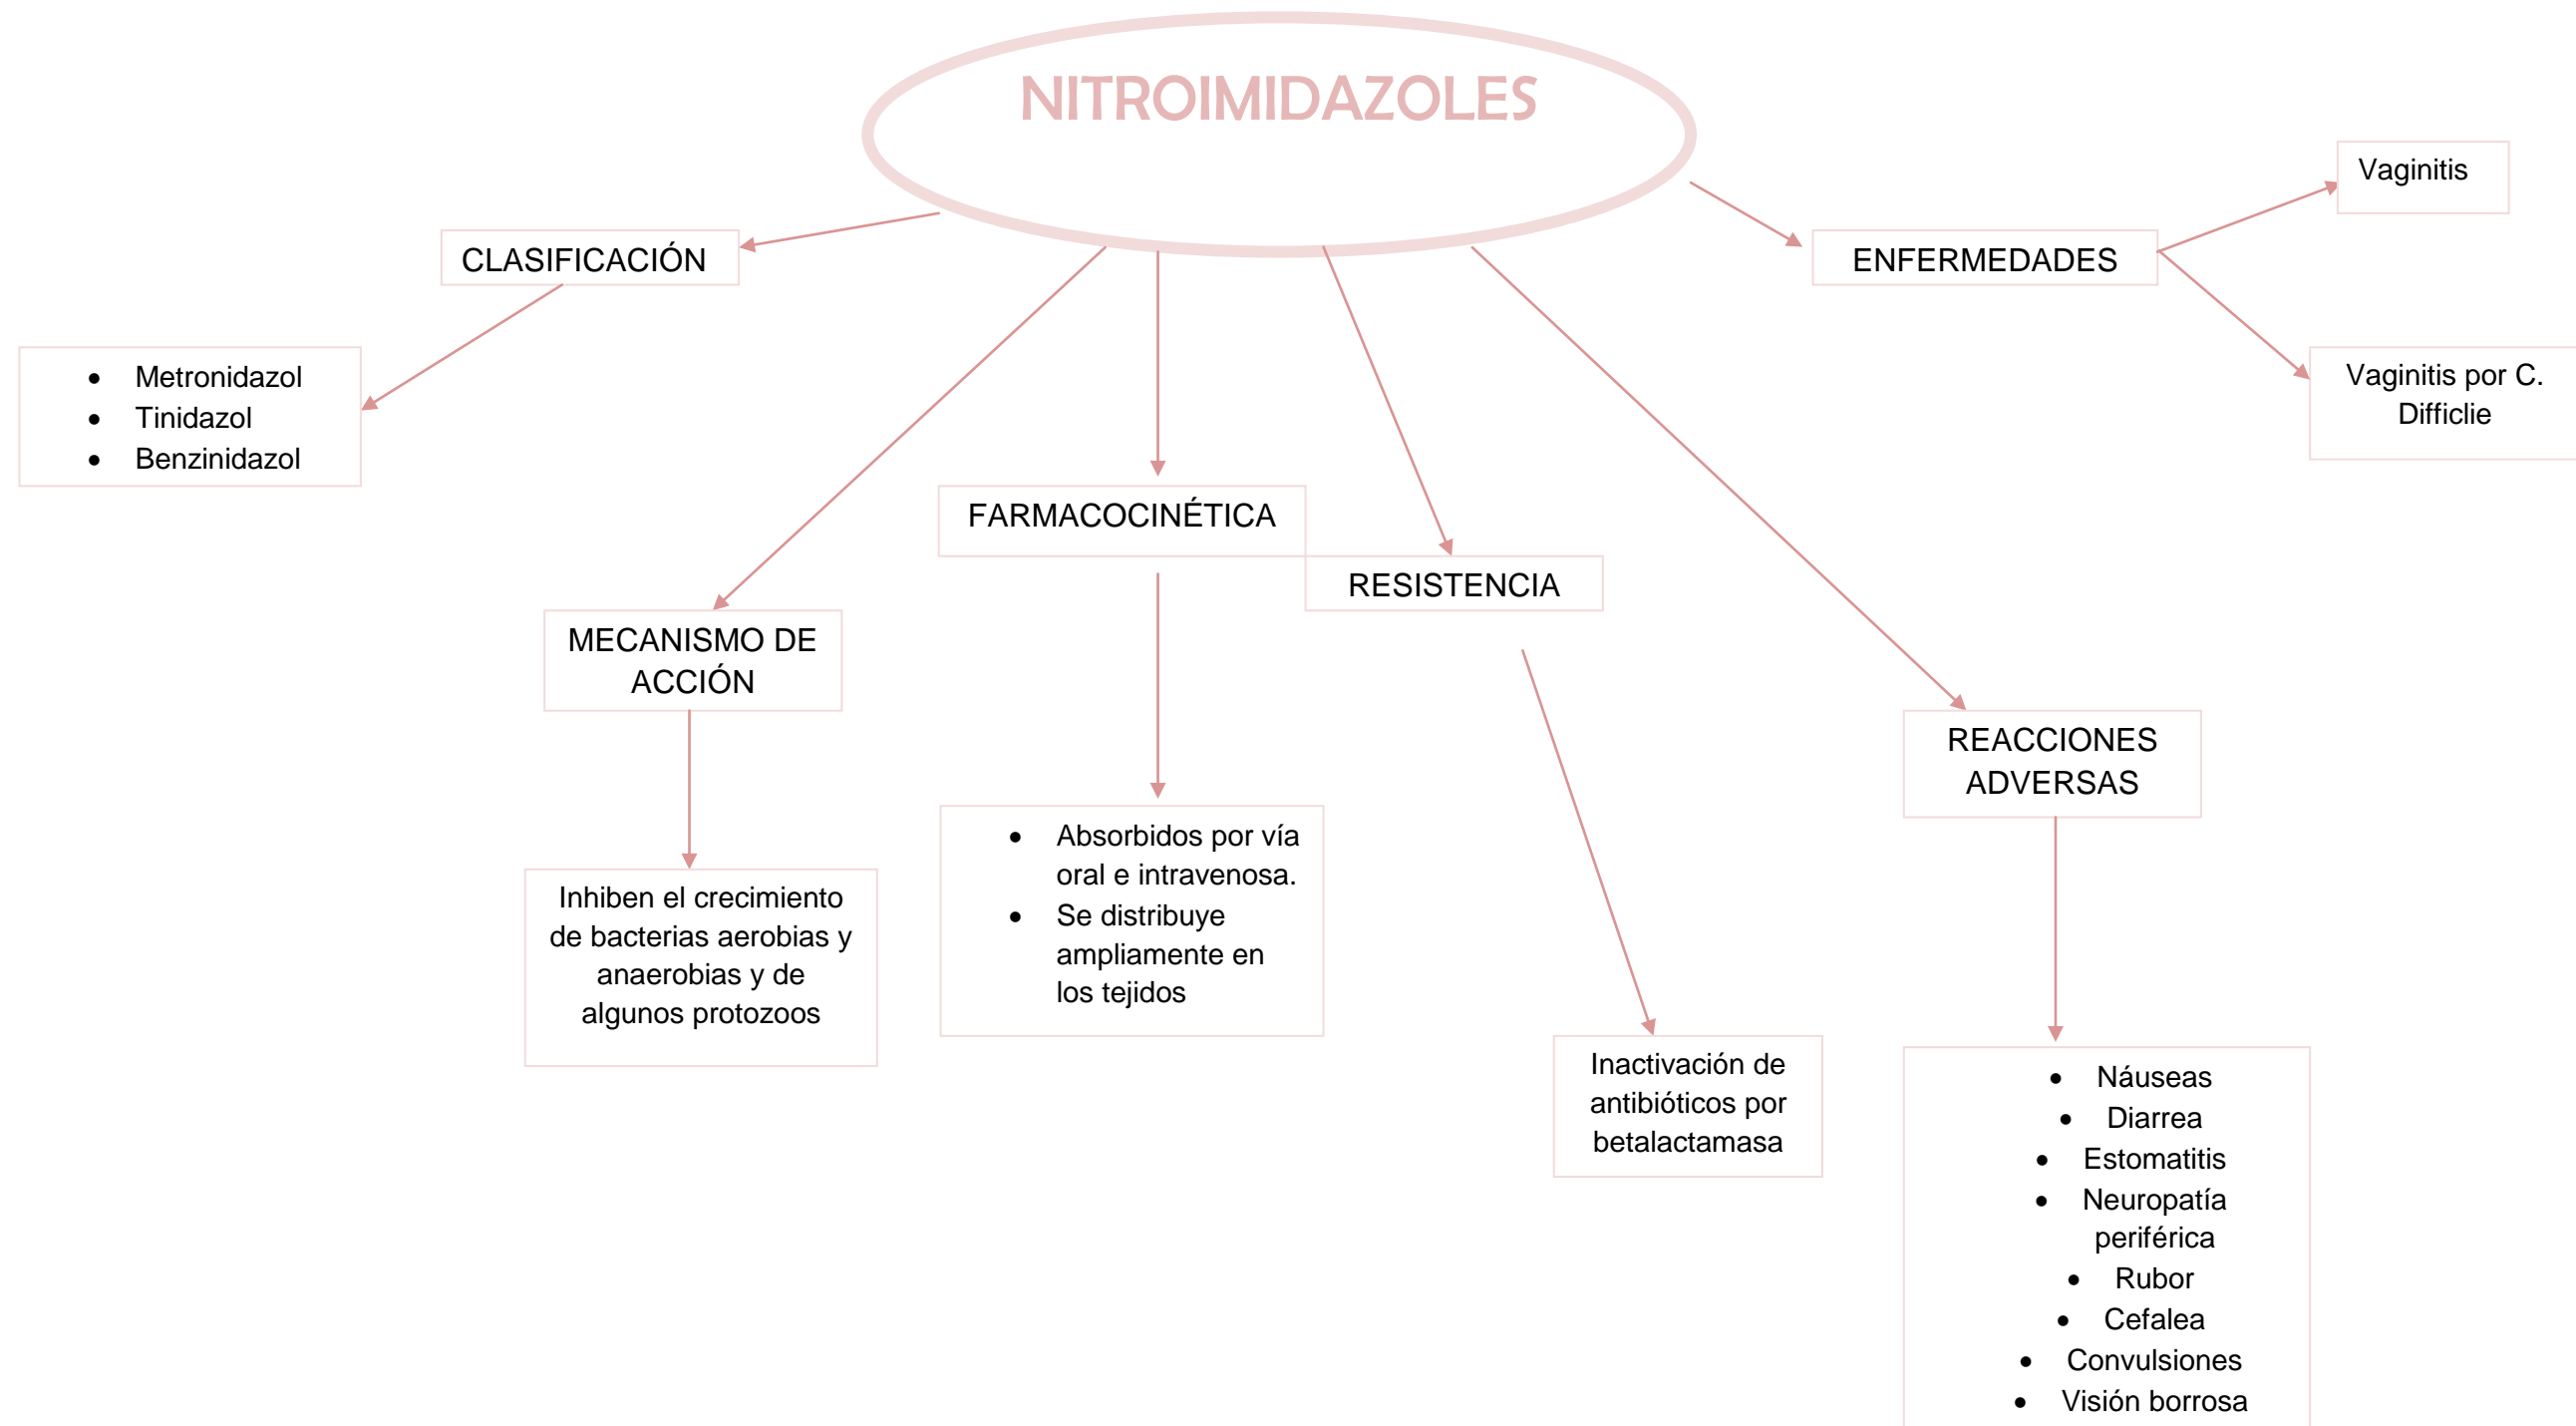 NITROIMIDAZOLES
CLASIFICACIÓN
• Metronidazol
• Tinidazol
• Benzinidazol
MECANISMO DE
ACCIÓN
Inhiben el crecimiento
de bacterias aerobias y
anaerobias y de
algunos protozoos
FARMACOCINÉTICA
• Absorbidos por vía
oral e intravenosa.
• Se distribuye
ampliamente en
los tejidos
RESISTENCIA
Inactivación de
antibióticos por
betalactamasa
REACCIONES
ADVERSAS
• Náuseas
• Diarrea
• Estomatitis
• Neuropatía
periférica
• Rubor
• Cefalea
• Convulsiones
• Visión borrosa
ENFERMEDADES
Vaginitis
Vaginitis por C.
Difficlie